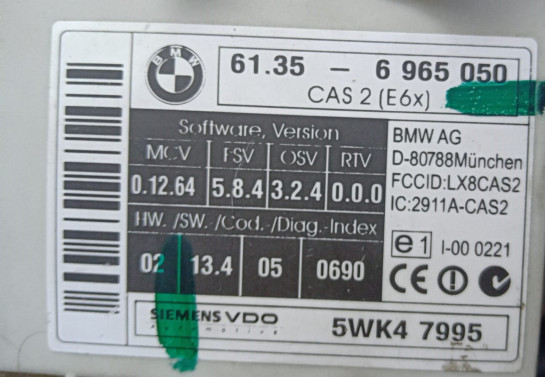 BMW
61.35 - 6 965 050
CAS 2 (E6x)
Software, Version
MCV FSV OSV RTV
0.12.64 5.8.4 3.2.4 0.0.0
HW. /SW. /Cod. /Diag.-Index
02 13.4 05 0690
BMW AG
D-80788München
FCCID:LX8CAS2
IC:2911A-CAS2
e1 I-00 0221
CE
SIEMENS VDO
Automotive
5WK4 7995